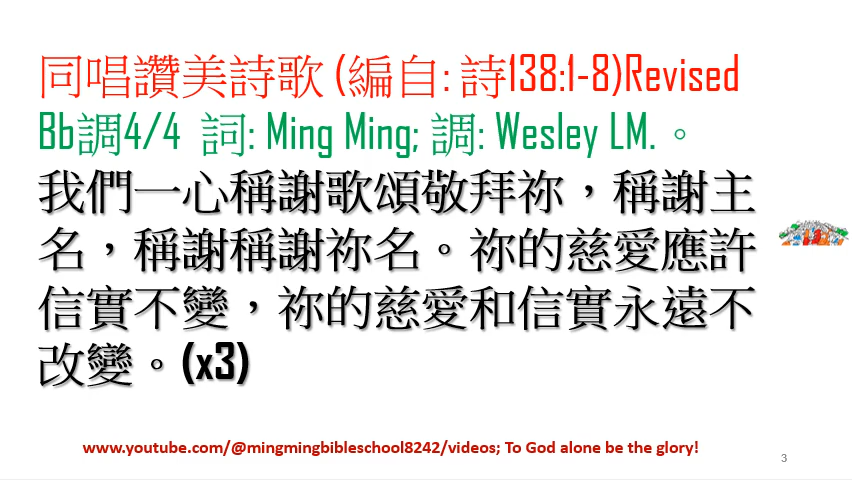 同唱讚美詩歌 (編自: 詩138:1-8)Revised
Bb調4/4 詞: Ming Ming; 調: Wesley LM.。
我們一心稱謝歌頌敬拜祢，稱謝主
名，稱謝稱謝祢名。祢的慈愛應許
信實不變，祢的慈愛和信實永遠不
改變。(x3)
www.youtube.com/@mingmingbibleschool8242/videos; To God alone be the glory!
3